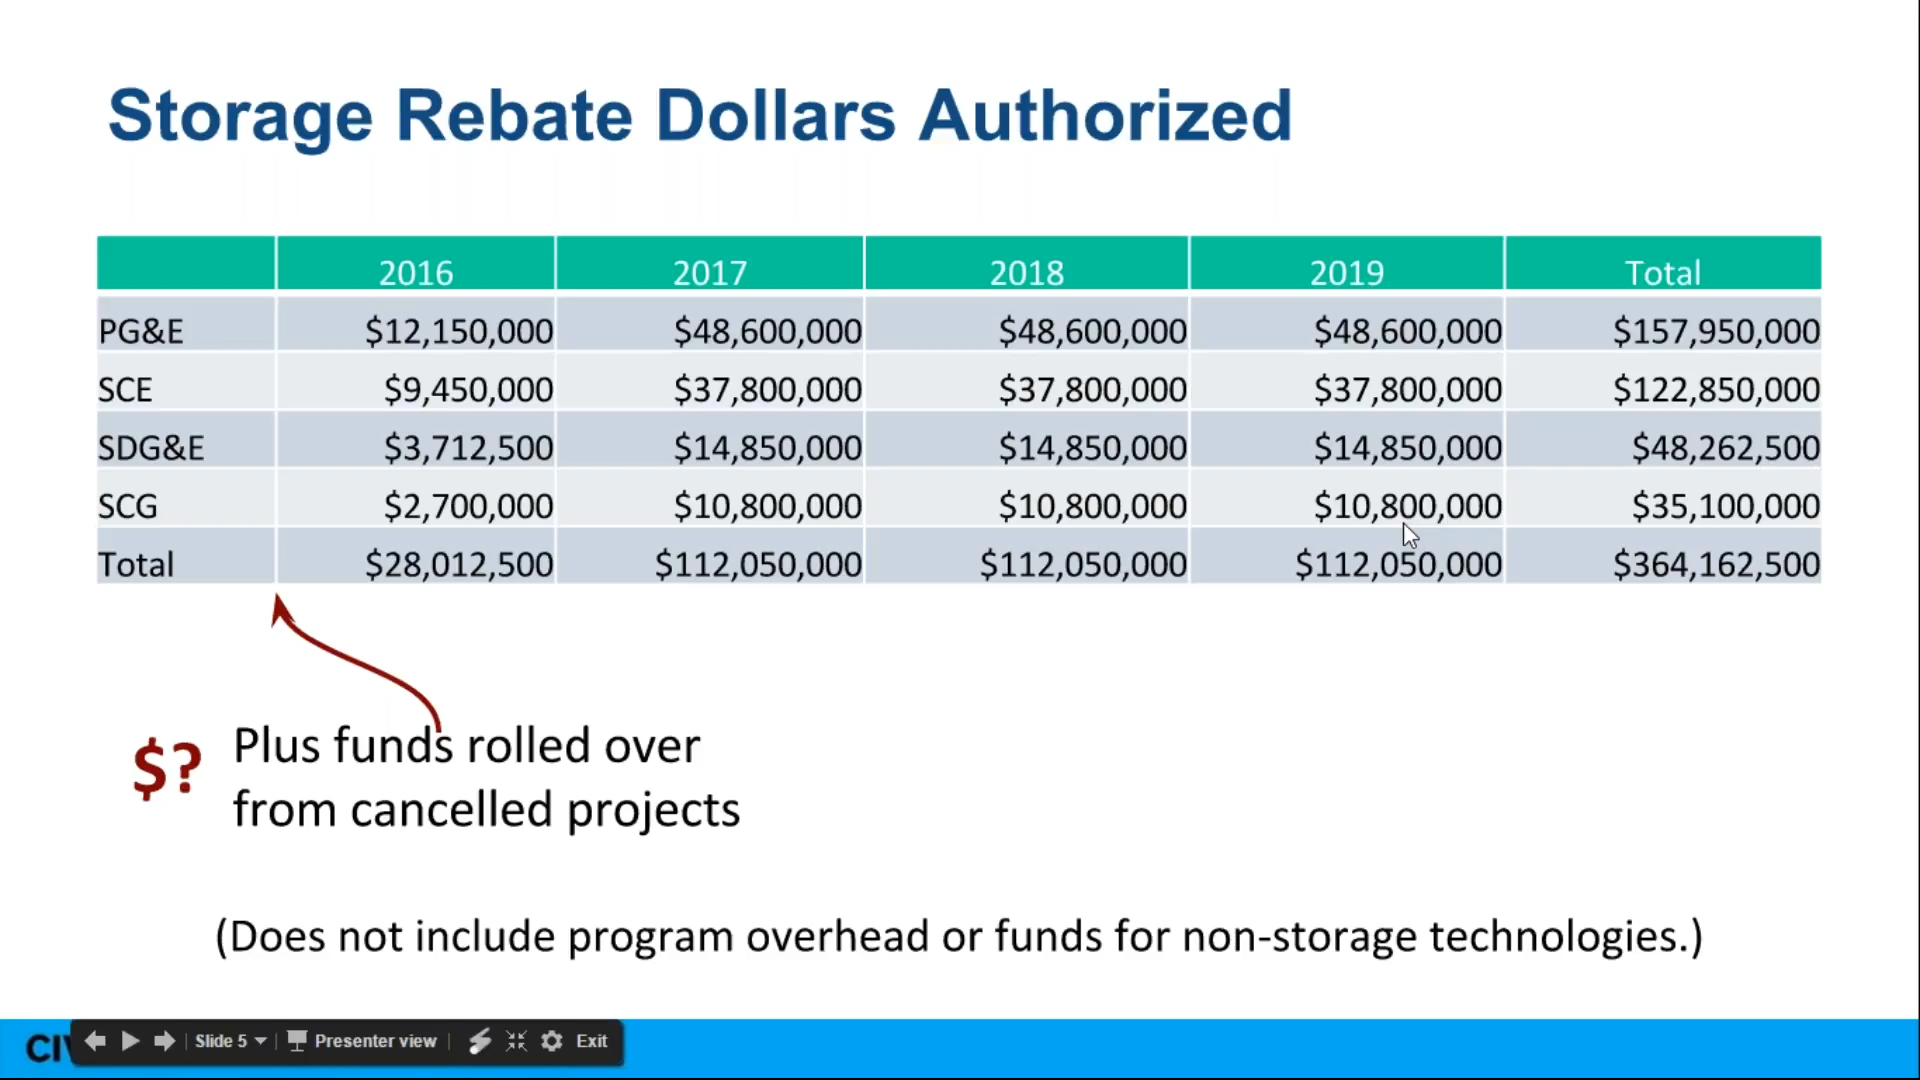 Storage Rebate Dollars Authorized
2016 2017 2018 2019 Total
PG&E $12,150,000 $48,600,000 $48,600,000 $48,600,000 $157,950,000
SCE $9,450,000 $37,800,000 $37,800,000 $37,800,000 $122,850,000
SDG&E $3,712,500 $14,850,000 $14,850,000 $14,850,000 $48,262,500
SCG $2,700,000 $10,800,000 $10,800,000 $10,800,000 $35,100,000
Total $28,012,500 $112,050,000 $112,050,000 $112,050,000 $364,162,500
$? Plus funds rolled over
from cancelled projects
(Does not include program overhead or funds for non-storage technologies.)
Slide 5 Presenter view Exit